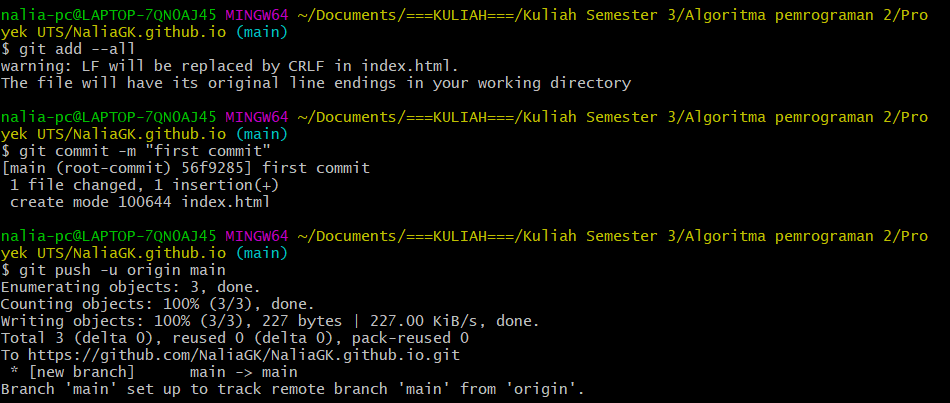 nalia-pc@LAPTOP-7QN0AJ45 MINGW64 ~/Documents/===KULIAH===/Kuliah Semester 3/Algoritma pemrograman 2/Pro
yek UTS/NaliaGK.github.io (main)
$ git add --all
warning: LF will be replaced by CRLF in index.html.
The file will have its original line endings in your working directory
nalia-pc@LAPTOP-7QN0AJ45 MINGW64 ~/Documents/===KULIAH===/Kuliah Semester 3/Algoritma pemrograman 2/Pro
yek UTS/NaliaGK.github.io (main)
$ git commit -m "first commit"
[main (root-commit) 56f9285] first commit
 1 file changed, 1 insertion(+)
 create mode 100644 index.html
nalia-pc@LAPTOP-7QN0AJ45 MINGW64 ~/Documents/===KULIAH===/Kuliah Semester 3/Algoritma pemrograman 2/Pro
yek UTS/NaliaGK.github.io (main)
$ git push -u origin main
Enumerating objects: 3, done.
Counting objects: 100% (3/3), done.
Writing objects: 100% (3/3), 227 bytes | 227.00 KiB/s, done.
Total 3 (delta 0), reused 0 (delta 0), pack-reused 0
To https://github.com/NaliaGK/NaliaGK.github.io.git
 * [new branch]      main -> main
Branch 'main' set up to track remote branch 'main' from 'origin'.